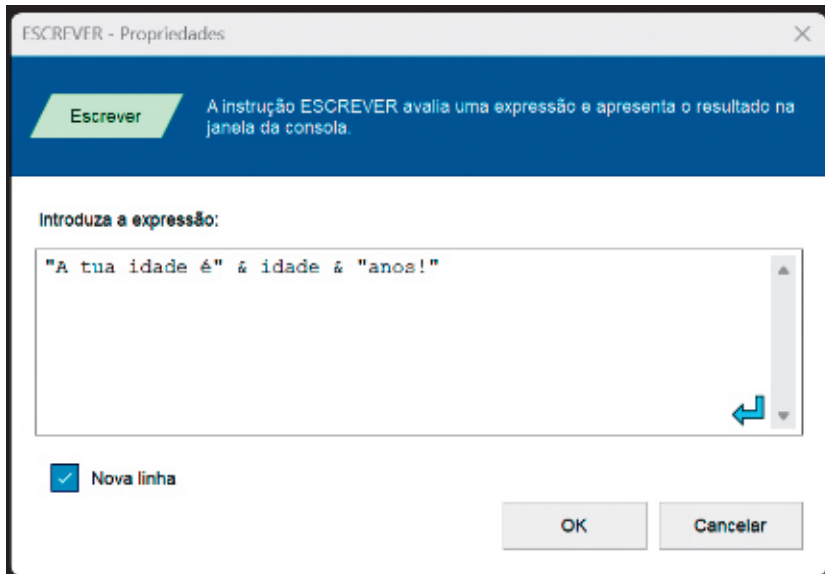 ESCREVER - Propriedades
Escrever
A instrução ESCREVER avalia uma expressão e apresenta o resultado na
janela da consola.
Introduza a expressão:
"A tua idade é" & idade & "anos!"
Nova linha
OK
Cancelar